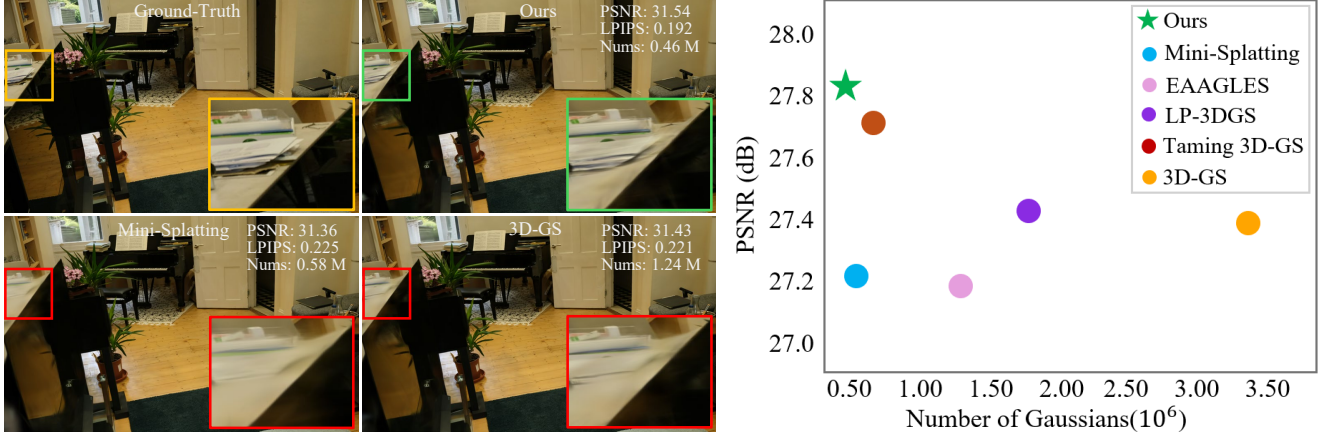 Ground-Truth
Ours
PSNR: 31.54
LPIPS: 0.192
Nums: 0.46 M
Mini-Splatting
PSNR: 31.36
LPIPS: 0.225
Nums: 0.58 M
3D-GS
PSNR: 31.43
LPIPS: 0.221
Nums: 1.24 M
PSNR (dB)
28.0
27.8
27.6
27.4
27.2
27.0
Ours
Mini-Splatting
EAAGLES
LP-3DGS
Taming 3D-GS
3D-GS
0.50 1.00 1.50 2.00 2.50 3.00 3.50
Number of Gaussians(10⁶)